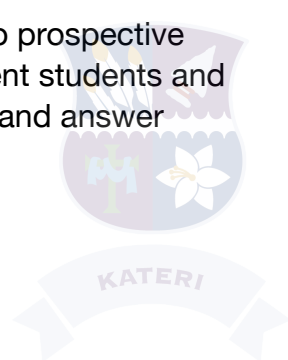 o prospective
ent students and
and answer
KATERI